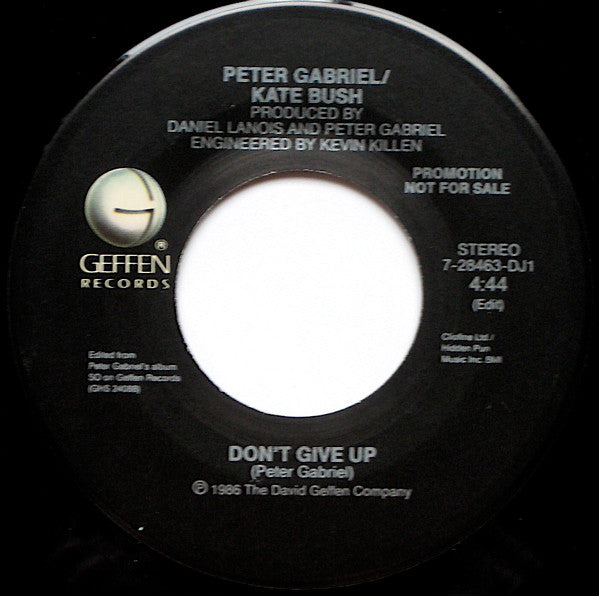 PETER GABRIEL/
KATE BUSH
PRODUCED BY
DANIEL LANOIS AND PETER GABRIEL
ENGINEERED BY KEVIN KILLEN
PROMOTION
NOT FOR SALE
G
®
GEFFEN
RECORDS
STEREO
7-28463-DJ1
4:44
(Edit)
Cliofine Ltd./
Hidden Pun
Music Inc. BMI
Edited from
Peter Gabriel's album
SO on Geffen Records
(GHS 24088)
DON'T GIVE UP
(Peter Gabriel)
℗ 1986 The David Geffen Company